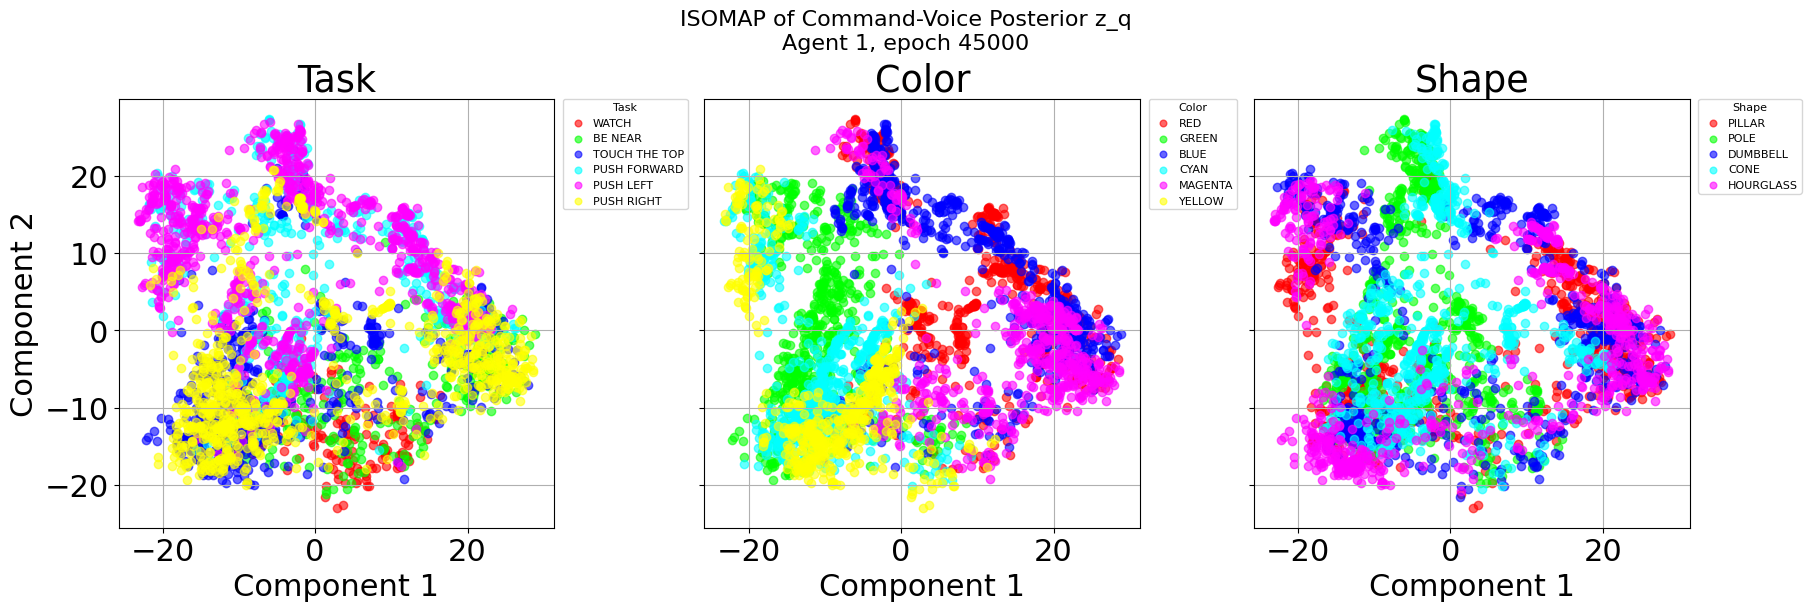 ISOMAP of Command-Voice Posterior z_q
Agent 1, epoch 45000
Task
Component 2
20
10
0
−10
−20
−20 0 20
Component 1
Task
WATCH
BE NEAR
TOUCH THE TOP
PUSH FORWARD
PUSH LEFT
PUSH RIGHT
Color
−20 0 20
Component 1
Color
RED
GREEN
BLUE
CYAN
MAGENTA
YELLOW
Shape
−20 0 20
Component 1
Shape
PILLAR
POLE
DUMBBELL
CONE
HOURGLASS